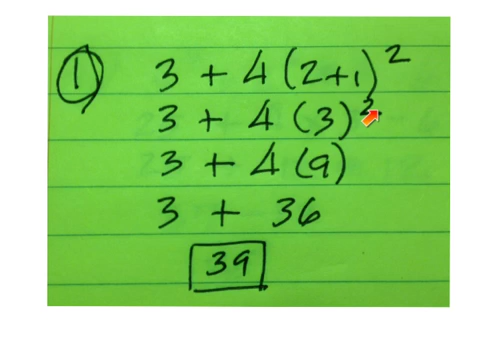 ① 3 + 4 (2+1)²
3 + 4 (3)²
3 + 4 (9)
3 + 36
39